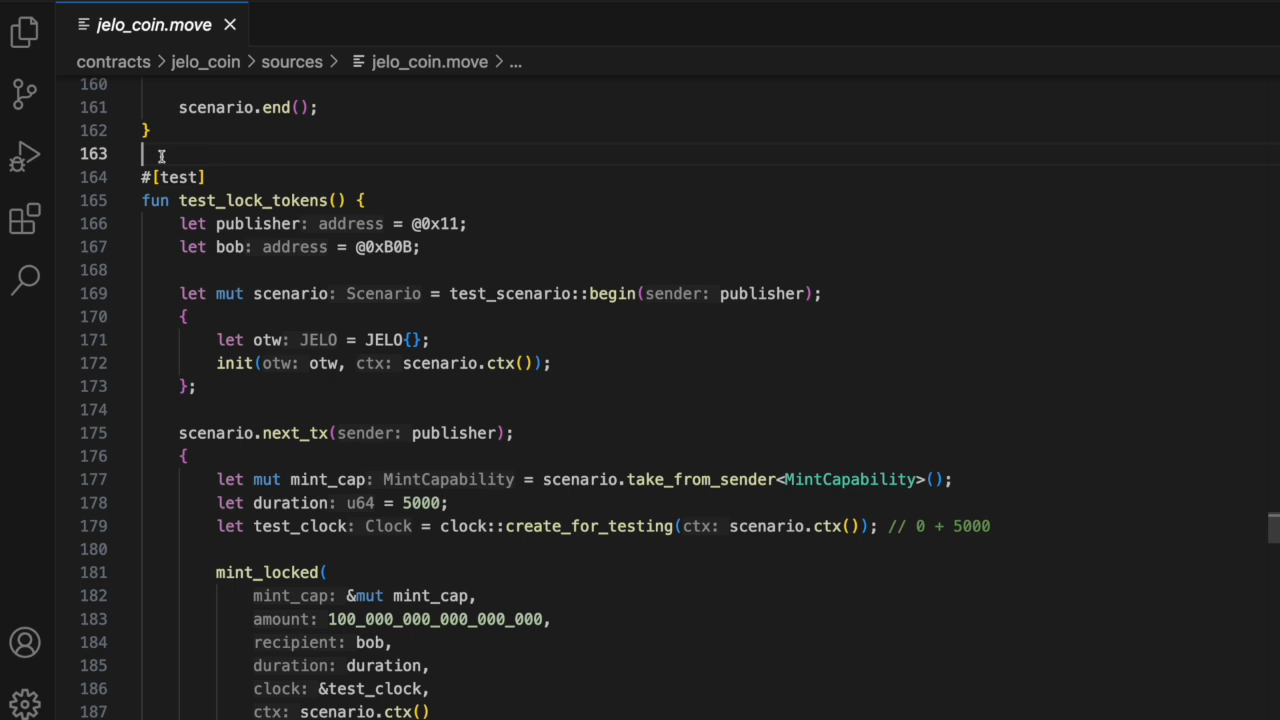 jelo_coin.move
contracts > jelo_coin > sources > jelo_coin.move > ...
160
161 scenario.end();
162 }
163
164 #[test]
165 fun test_lock_tokens() {
166 let publisher: address = @0x11;
167 let bob: address = @0xB0B;
168
169 let mut scenario: Scenario = test_scenario::begin(sender: publisher);
170 {
171 let otw: JELO = JELO{};
172 init(otw: otw, ctx: scenario.ctx());
173 };
174
175 scenario.next_tx(sender: publisher);
176 {
177 let mut mint_cap: MintCapability = scenario.take_from_sender<MintCapability>();
178 let duration: u64 = 5000;
179 let test_clock: Clock = clock::create_for_testing(ctx: scenario.ctx()); // 0 + 5000
180
181 mint_locked(
182 mint_cap: &mut mint_cap,
183 amount: 100_000_000_000_000_000,
184 recipient: bob,
185 duration: duration,
186 clock: &test_clock,
187 ctx: scenario.ctx()